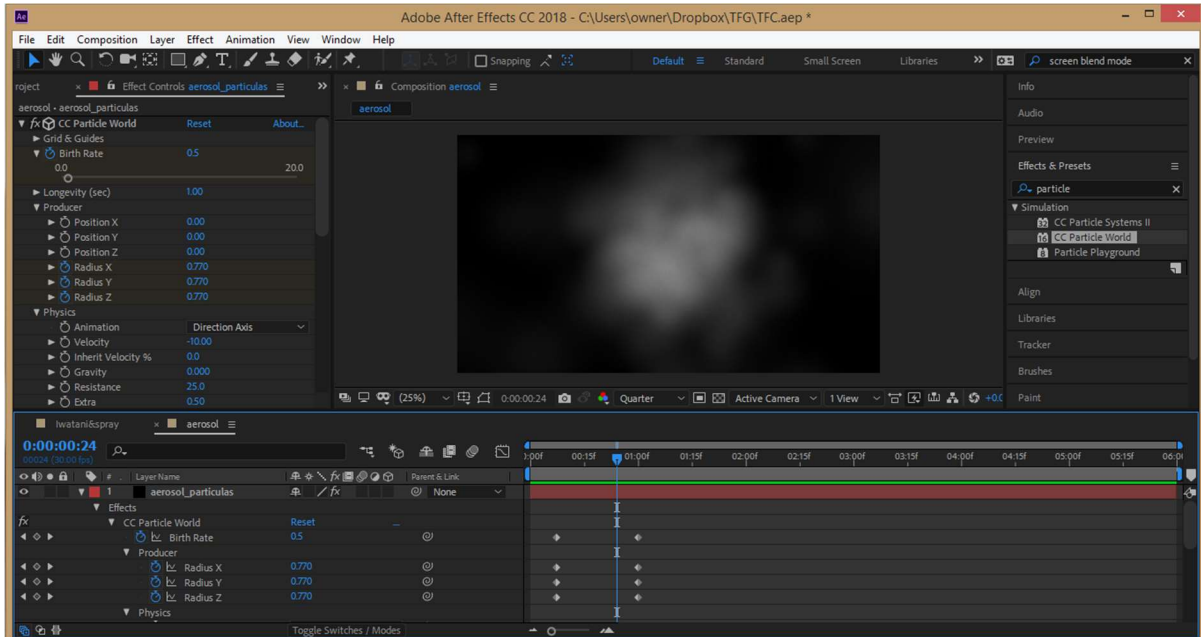 Ae Adobe After Effects CC 2018 - C:\Users\owner\Dropbox\TFG\TFC.aep *
File Edit Composition Layer Effect Animation View Window Help
Snapping Default Standard Small Screen Libraries screen blend mode
roject Effect Controls aerosol_particulas
aerosol • aerosol_particulas
fx CC Particle World Reset About...
Grid & Guides
Birth Rate 0.5
0.0 20.0
Longevity (sec) 1.00
Producer
Position X 0.00
Position Y 0.00
Position Z 0.00
Radius X 0.770
Radius Y 0.770
Radius Z 0.770
Physics
Animation Direction Axis
Velocity -10.00
Inherit Velocity % 0.0
Gravity 0.000
Resistance 25.0
Extra 0.50
Composition aerosol
aerosol
(25%) 0:00:00:24 Quarter Active Camera 1 View +0.0
Info
Audio
Preview
Effects & Presets
particle
Simulation
CC Particle Systems II
CC Particle World
Particle Playground
Align
Libraries
Tracker
Brushes
Paint
Iwatani&spray aerosol
0:00:00:24
00024 (30.00 fps)
):00f 00:15f 01:00f 01:15f 02:00f 02:15f 03:00f 03:15f 04:00f 04:15f 05:00f 05:15f 06:0
# Layer Name fx Parent & Link
1 aerosol_particulas fx None
Effects
fx CC Particle World Reset ...
Birth Rate 0.5
Producer
Radius X 0.770
Radius Y 0.770
Radius Z 0.770
Physics
Toggle Switches / Modes